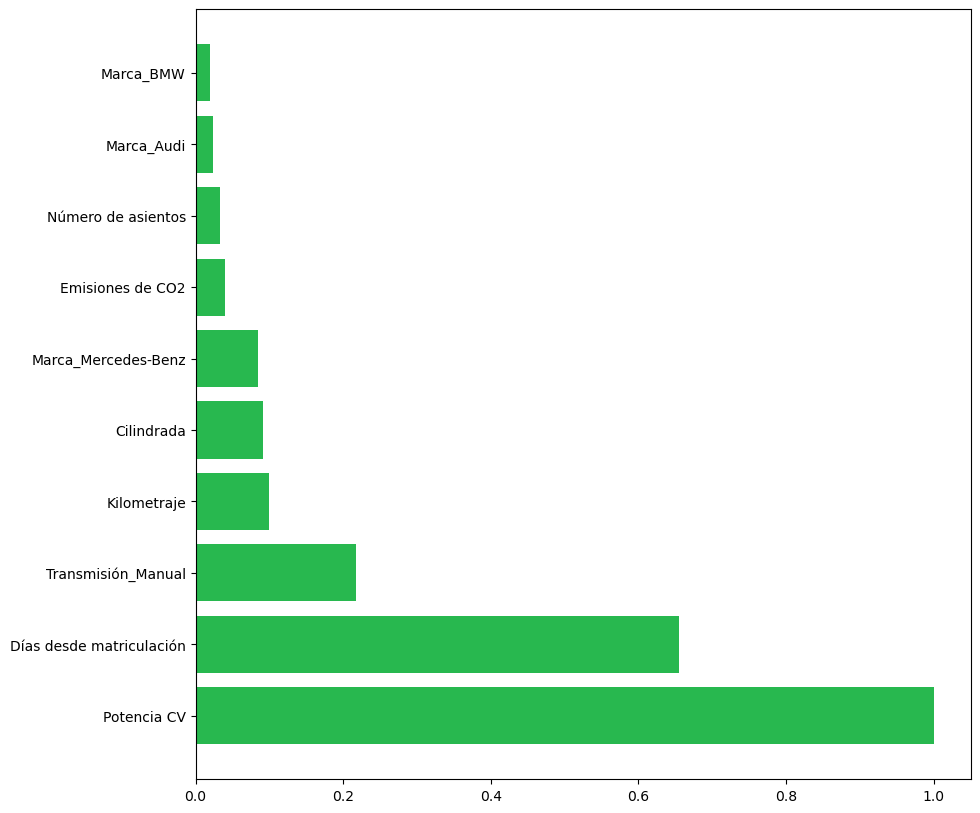 Marca_BMW
Marca_Audi
Número de asientos
Emisiones de CO2
Marca_Mercedes-Benz
Cilindrada
Kilometraje
Transmisión_Manual
Días desde matriculación
Potencia CV
0.0 0.2 0.4 0.6 0.8 1.0